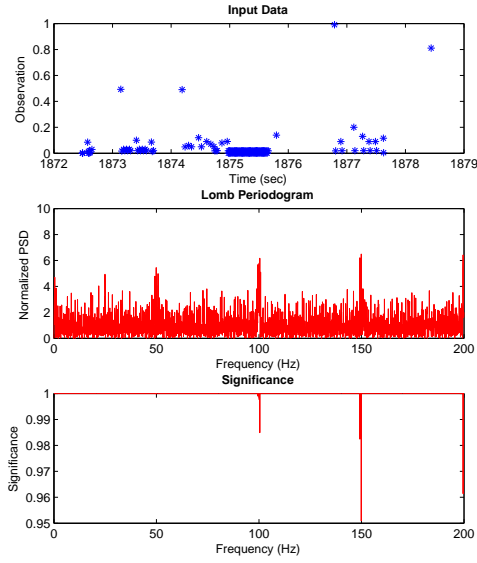 Input Data
1
0.8
0.6
0.4
0.2
0
Observation
1872 1873 1874 1875 1876 1877 1878 1879
Time (sec)
Lomb Periodogram
10
8
6
4
2
0
Normalized PSD
0 50 100 150 200
Frequency (Hz)
Significance
1
0.99
0.98
0.97
0.96
0.95
Significance
0 50 100 150 200
Frequency (Hz)